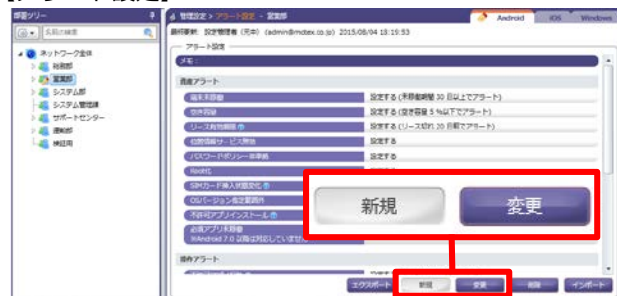 部署ツリー
名前の検索
ネットワーク全体
総務部
営業部
システム部
システム管理課
サポートセンター
運輸部
検証用
管理設定 > アラート設定 - 営業部
Android
iOS
Windows
最終更新: 設定管理者 (元中) (admin@motex.co.jp) 2015/08/04 18:19:53
アラート設定
メモ:
資産アラート
端末未稼働 設定する (未稼働期間 30 日以上でアラート)
空き容量 設定する (空き容量 5 %以下でアラート)
リース有効期限 設定する (リース切れ 20 日前でアラート)
位置情報サービス開始 設定する
パスワードポリシー非準拠 設定する
Root化 設定する
SIMカード挿入状態変化
OSバージョン指定範囲外
不許可アプリインストール
必須アプリ未稼働
※Android 7.0 以降は対応していません
新規
変更
操作アラート
エクスポート
新規
変更
削除
インポート